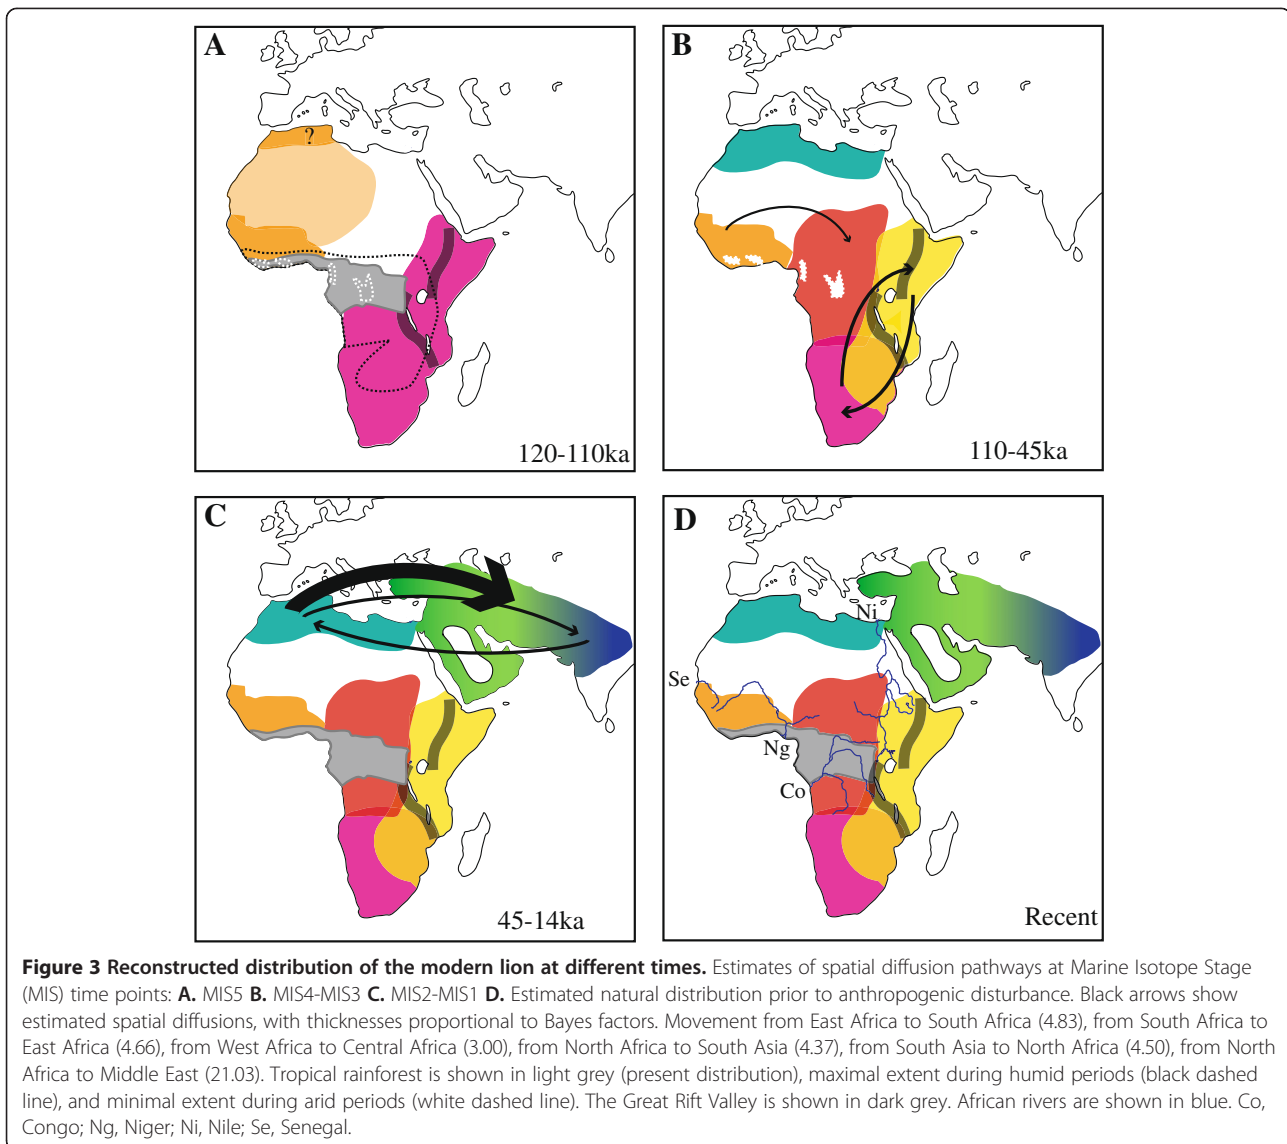 A
?
120-110ka
B
110-45ka
C
45-14ka
D
Ni
Se
Ng
Co
Recent
Figure 3 Reconstructed distribution of the modern lion at different times. Estimates of spatial diffusion pathways at Marine Isotope Stage
(MIS) time points: A. MIS5 B. MIS4-MIS3 C. MIS2-MIS1 D. Estimated natural distribution prior to anthropogenic disturbance. Black arrows show
estimated spatial diffusions, with thicknesses proportional to Bayes factors. Movement from East Africa to South Africa (4.83), from South Africa to
East Africa (4.66), from West Africa to Central Africa (3.00), from North Africa to South Asia (4.37), from South Asia to North Africa (4.50), from North
Africa to Middle East (21.03). Tropical rainforest is shown in light grey (present distribution), maximal extent during humid periods (black dashed
line), and minimal extent during arid periods (white dashed line). The Great Rift Valley is shown in dark grey. African rivers are shown in blue. Co,
Congo; Ng, Niger; Ni, Nile; Se, Senegal.